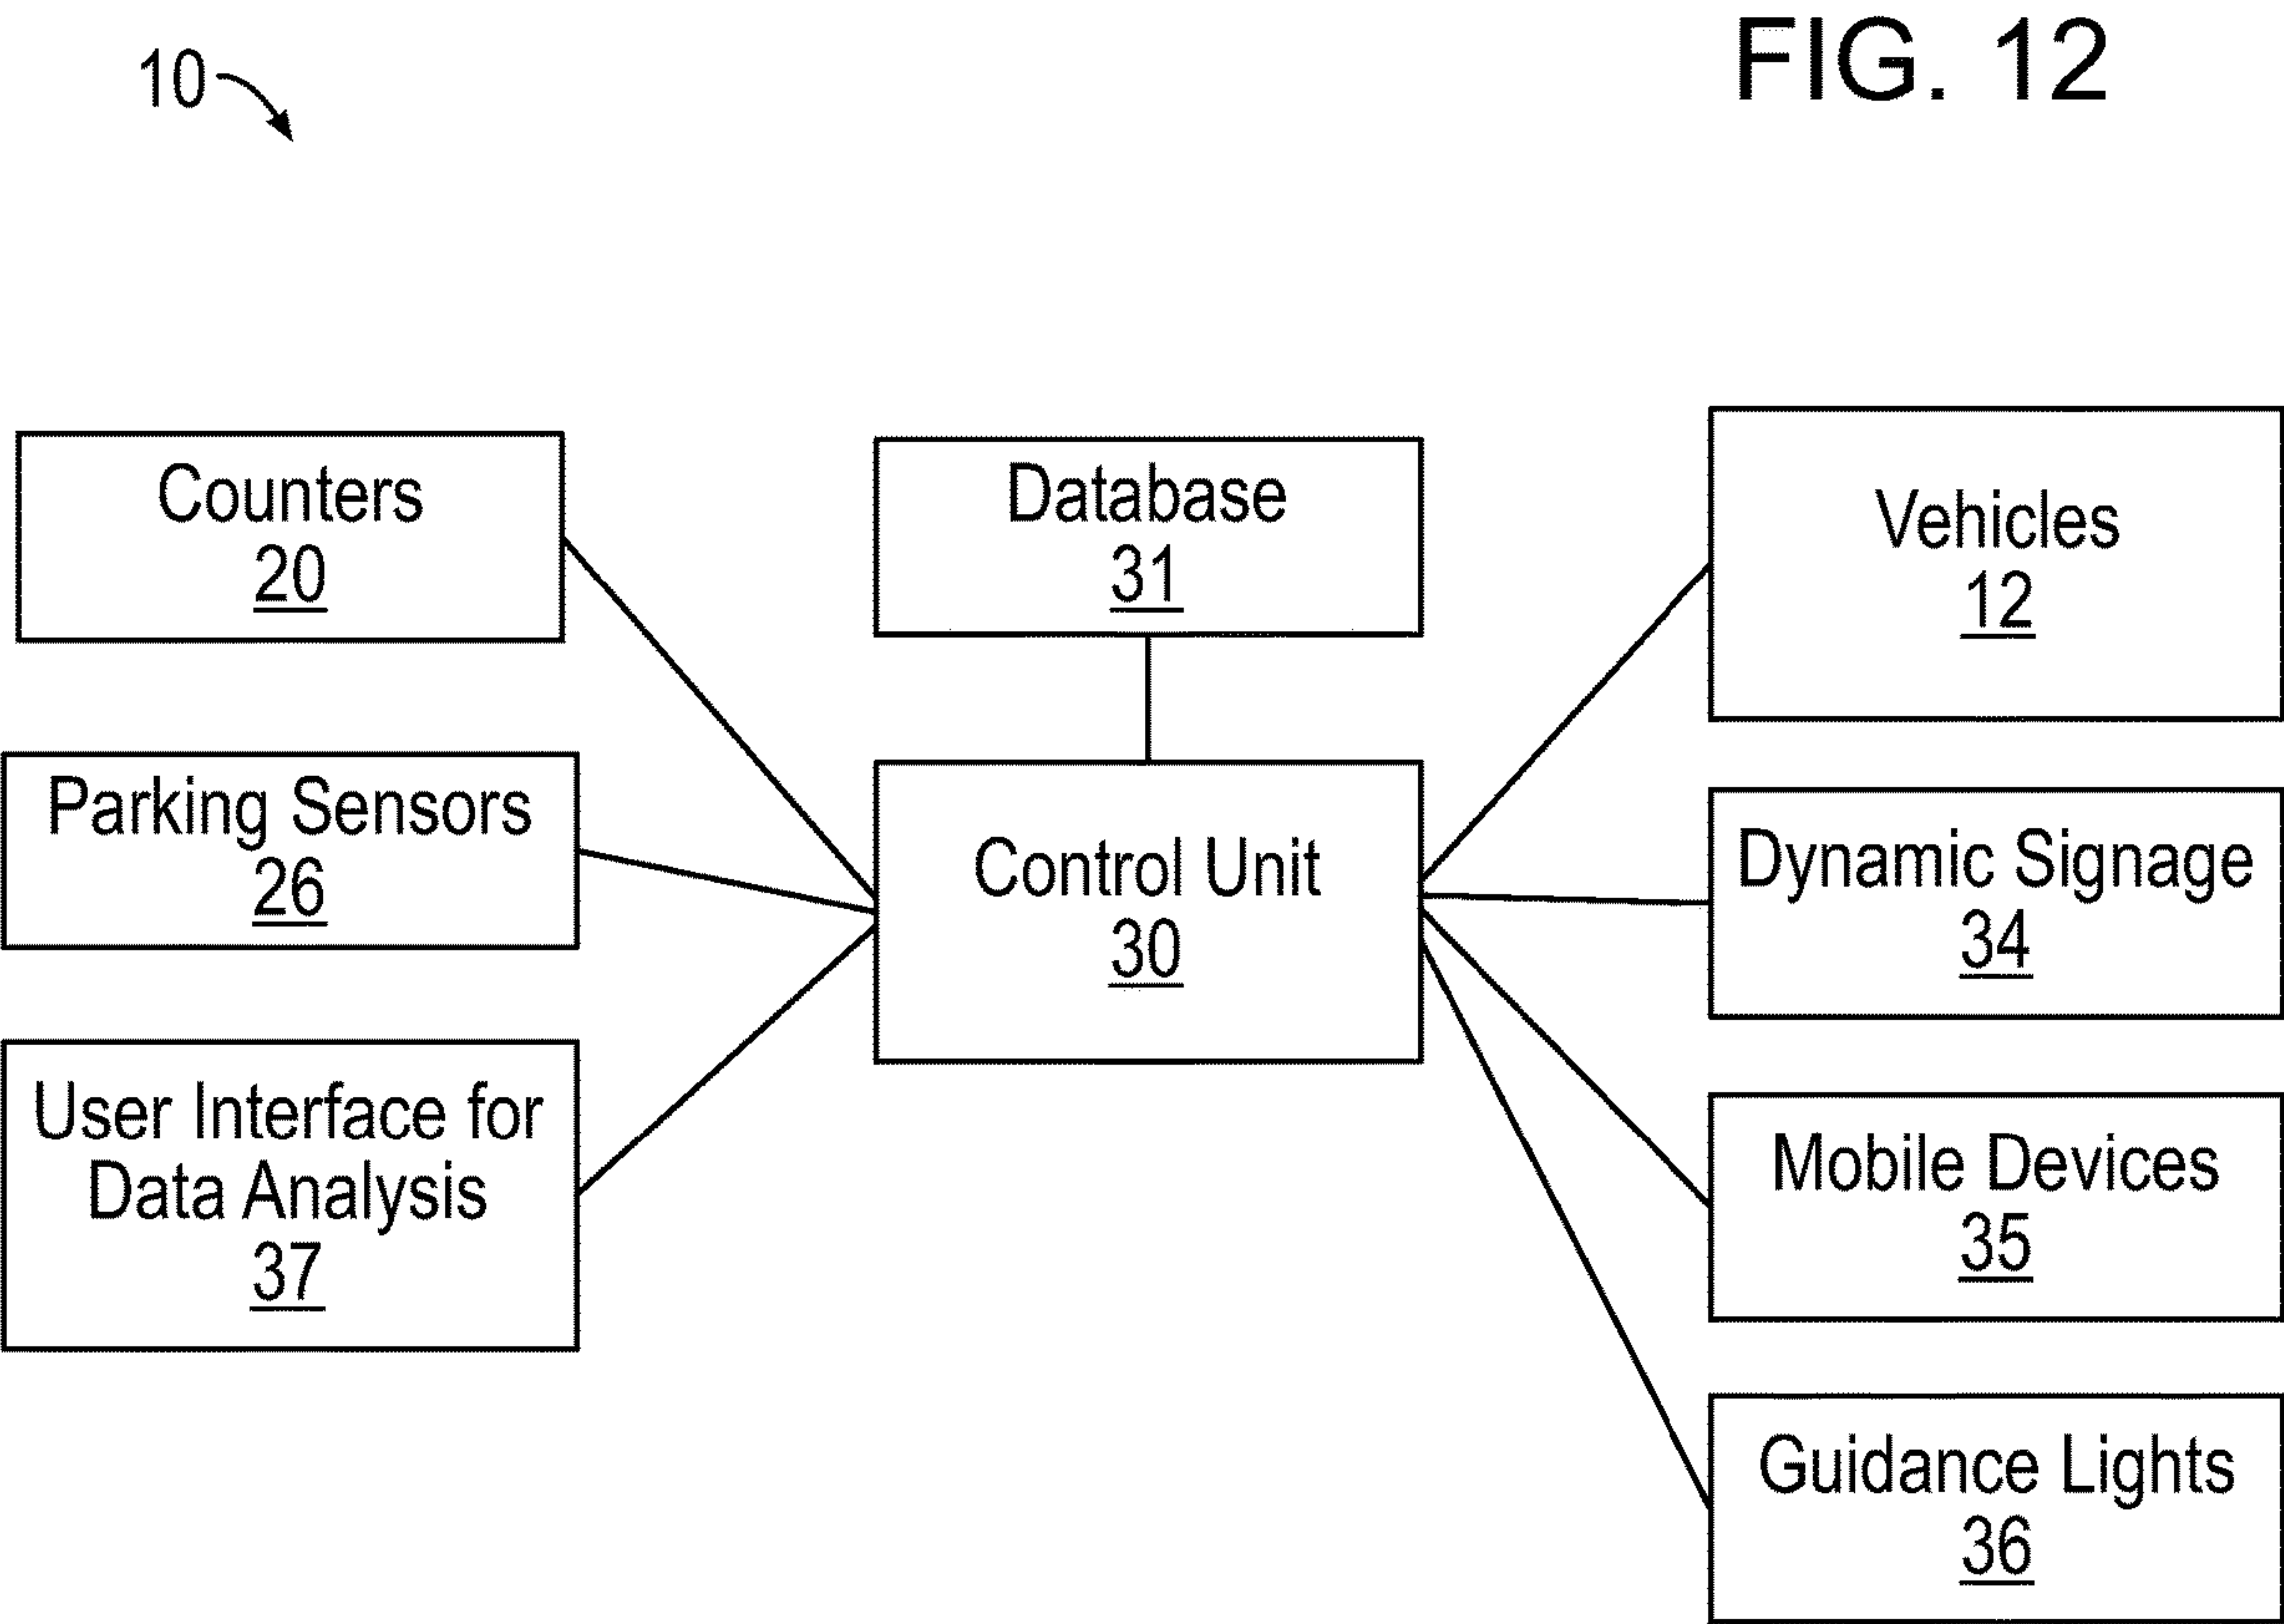 10
FIG. 12
Counters
20
Database
31
Vehicles
12
Parking Sensors
26
Control Unit
30
Dynamic Signage
34
User Interface for
Data Analysis
37
Mobile Devices
35
Guidance Lights
36